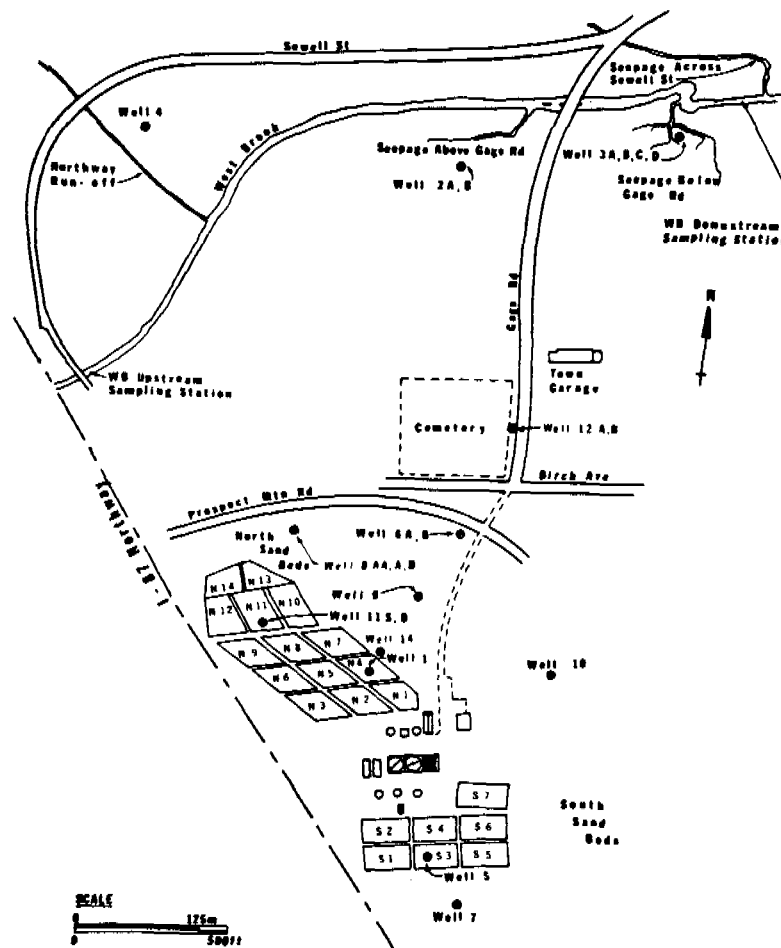 Sewell St
Seepage Across
Sewell St
Well 4
West Brook
Seepage Above Gage Rd
Well 2A, B
Well 3A, B, C, D
Seepage Below
Gage Rd
Northway
Run-off
WB Downstream
Sampling Station
Gage Rd
N
WB Upstream
Sampling Station
Town
Garage
Cemetery
Well 12 A, B
Birch Ave
I-87 Northway
Prospect Mtn Rd
North
Sand
Beds
Well 6 A, B
Well 8 AA, A, B
N 14
N 13
N 12
N 11
N 10
Well 9
Well 11 S, D
Well 14
N 9
N 8
N 7
N 4
Well 1
N 6
N 5
N 3
N 2
N 1
Well 10
S 7
South
Sand
Beds
S 2
S 4
S 6
S 1
S 3
S 5
Well 5
Well 7
SCALE
0
125m
0
500ft